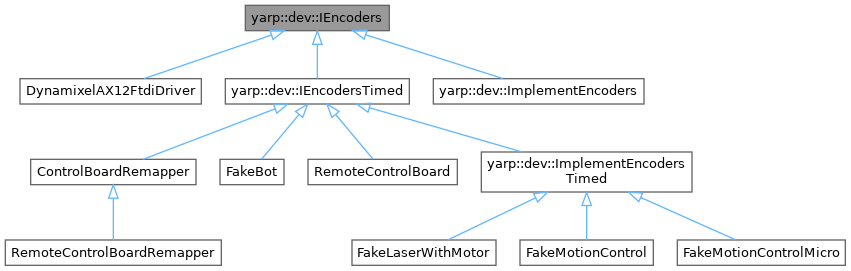 yarp::dev::IEncoders
DynamixelAX12FtdiDriver
yarp::dev::IEncodersTimed
yarp::dev::ImplementEncoders
ControlBoardRemapper
FakeBot
RemoteControlBoard
yarp::dev::ImplementEncoders
Timed
RemoteControlBoardRemapper
FakeLaserWithMotor
FakeMotionControl
FakeMotionControlMicro